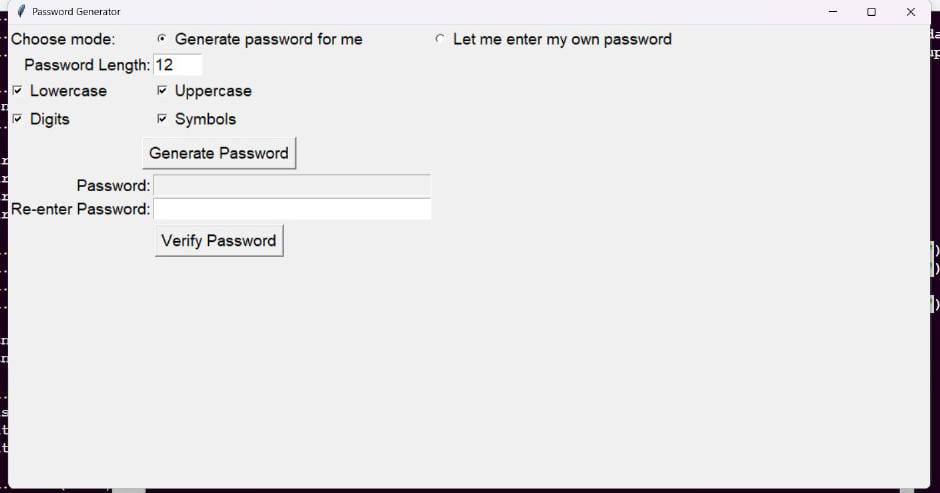 Password Generator
Choose mode: Generate password for me Let me enter my own password
Password Length: 12
Lowercase Uppercase
Digits Symbols
Generate Password
Password:
Re-enter Password:
Verify Password